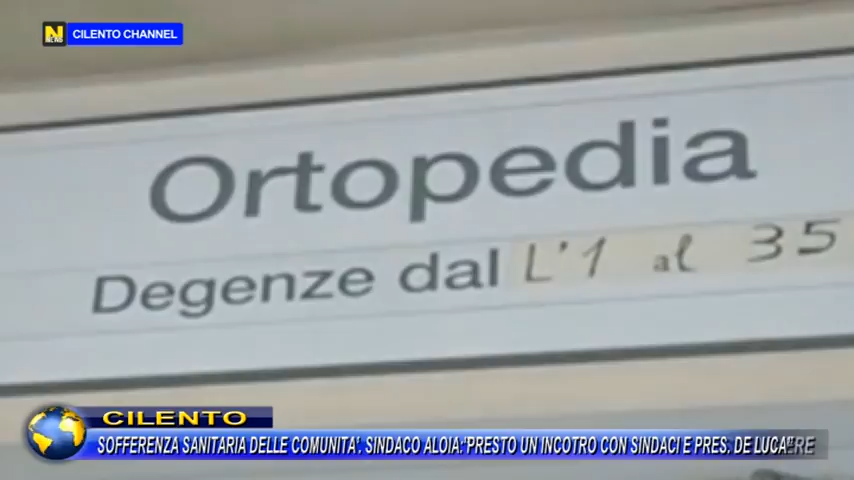 CILENTO CHANNEL
Ortopedia
Degenze dal L'1 al 35
CILENTO
SOFFERENZA SANITARIA DELLE COMUNITA'. SINDACO ALOIA:"PRESTO UN INCOTRO CON SINDACI E PRES. DE LUCA"